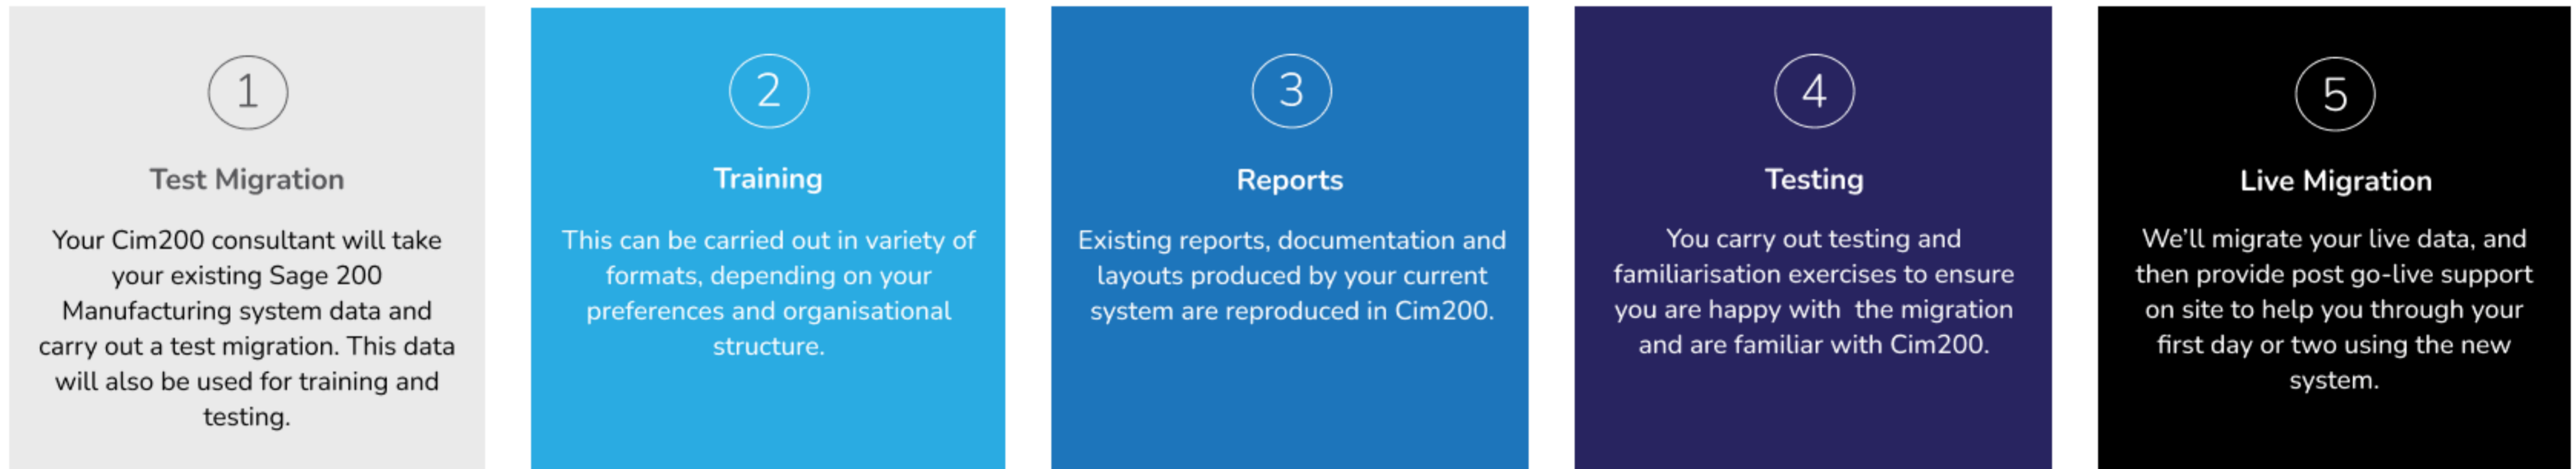 1
Test Migration
Your Cim200 consultant will take
your existing Sage 200
Manufacturing system data and
carry out a test migration. This data
will also be used for training and
testing.
2
Training
This can be carried out in variety of
formats, depending on your
preferences and organisational
structure.
3
Reports
Existing reports, documentation and
layouts produced by your current
system are reproduced in Cim200.
4
Testing
You carry out testing and
familiarisation exercises to ensure
you are happy with  the migration
and are familiar with Cim200.
5
Live Migration
We’ll migrate your live data, and
then provide post go-live support
on site to help you through your
first day or two using the new
system.